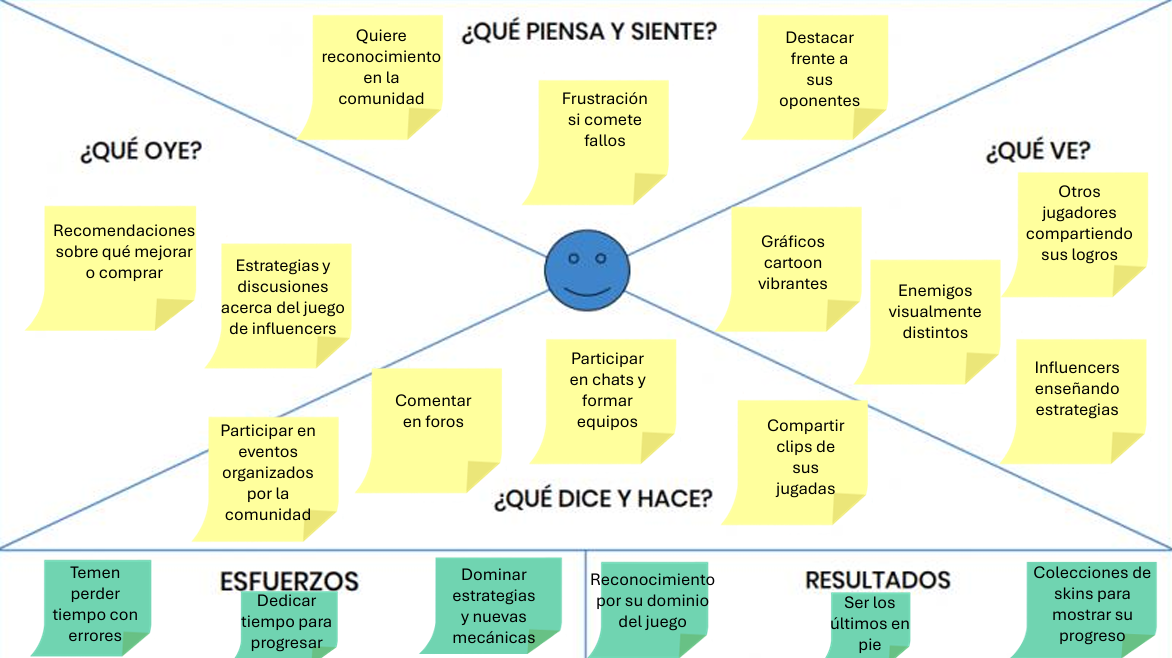 ¿QUÉ PIENSA Y SIENTE?
Quiere
reconocimiento
en la
comunidad
Frustración
si comete
fallos
Destacar
frente a
sus
oponentes
¿QUÉ OYE?
Recomendaciones
sobre qué mejorar
o comprar
Estrategias y
discusiones
acerca del juego
de influencers
¿QUÉ VE?
Otros
jugadores
compartiendo
sus logros
Gráficos
cartoon
vibrantes
Enemigos
visualmente
distintos
Influencers
enseñando
estrategias
Participar
en chats y
formar
equipos
Comentar
en foros
Participar en
eventos
organizados
por la
comunidad
Compartir
clips de
sus
jugadas
¿QUÉ DICE Y HACE?
ESFUERZOS
Temen
perder
tiempo con
errores
Dedicar
tiempo para
progresar
Dominar
estrategias
y nuevas
mecánicas
RESULTADOS
Reconocimiento
por su dominio
del juego
Ser los
últimos en
pie
Colecciones de
skins para
mostrar su
progreso